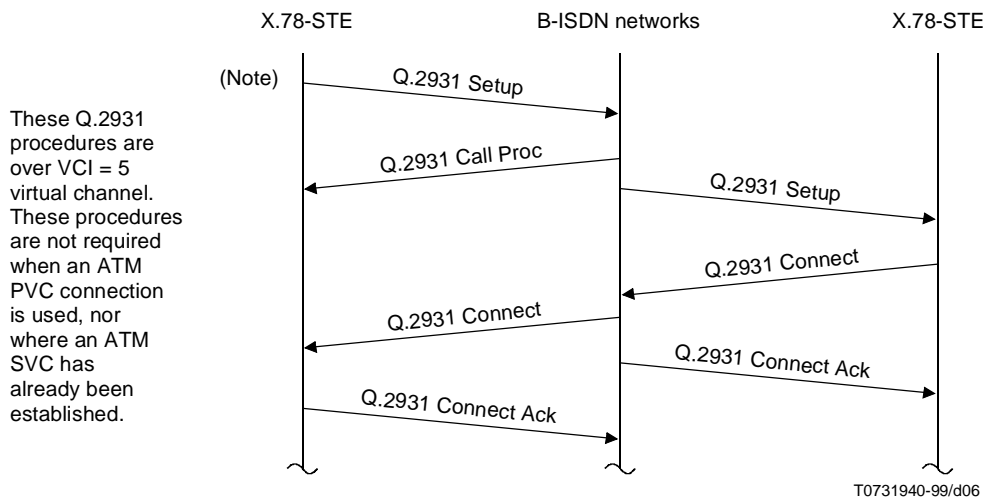 X.78-STE
B-ISDN networks
X.78-STE
(Note)
Q.2931 Setup
These Q.2931
procedures are
over VCI = 5
virtual channel.
These procedures
are not required
when an ATM
PVC connection
is used, nor
where an ATM
SVC has
already been
established.
Q.2931 Call Proc
Q.2931 Setup
Q.2931 Connect
Q.2931 Connect
Q.2931 Connect Ack
Q.2931 Connect Ack
T0731940-99/d06